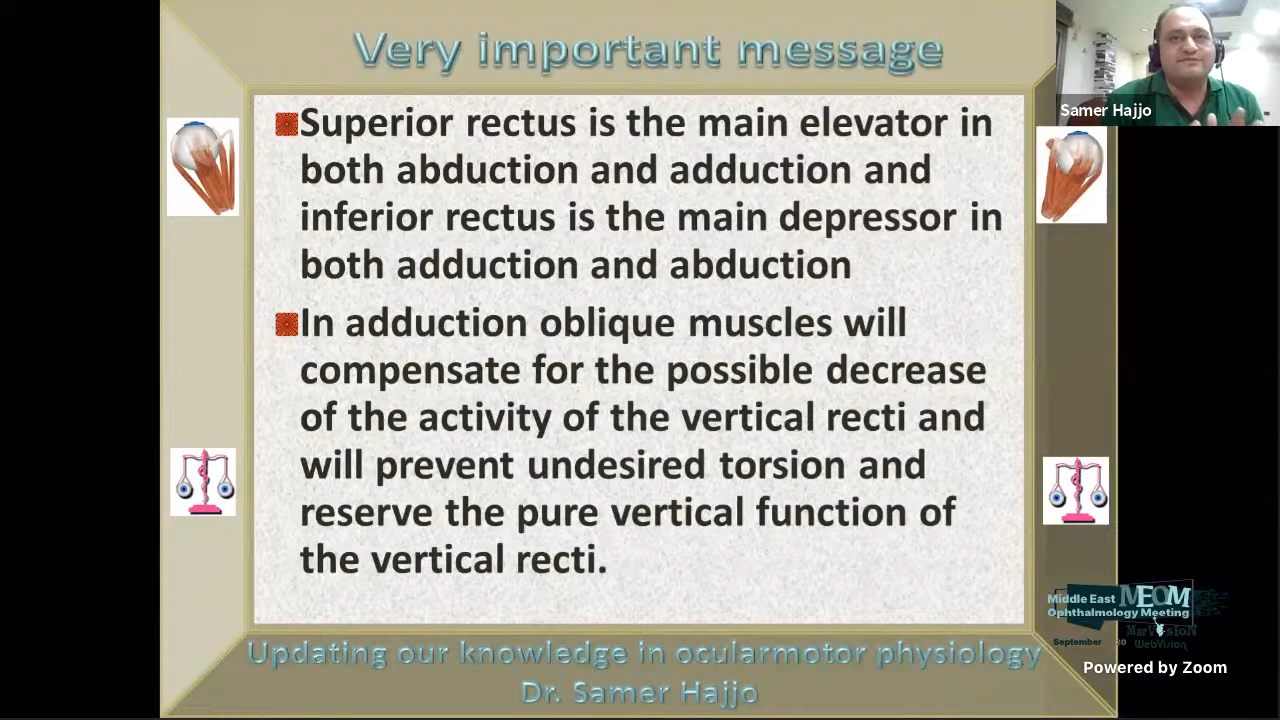 Very important message
Superior rectus is the main elevator in
both abduction and adduction and
inferior rectus is the main depressor in
both adduction and abduction
In adduction oblique muscles will
compensate for the possible decrease
of the activity of the vertical recti and
will prevent undesired torsion and
reserve the pure vertical function of
the vertical recti.
Updating our knowledge in ocularmotor physiology
Dr. Samer Hajjo
Samer Hajjo
Middle East MEOM
Ophthalmology Meeting
September 20
MarVision
WebVision
Powered by Zoom